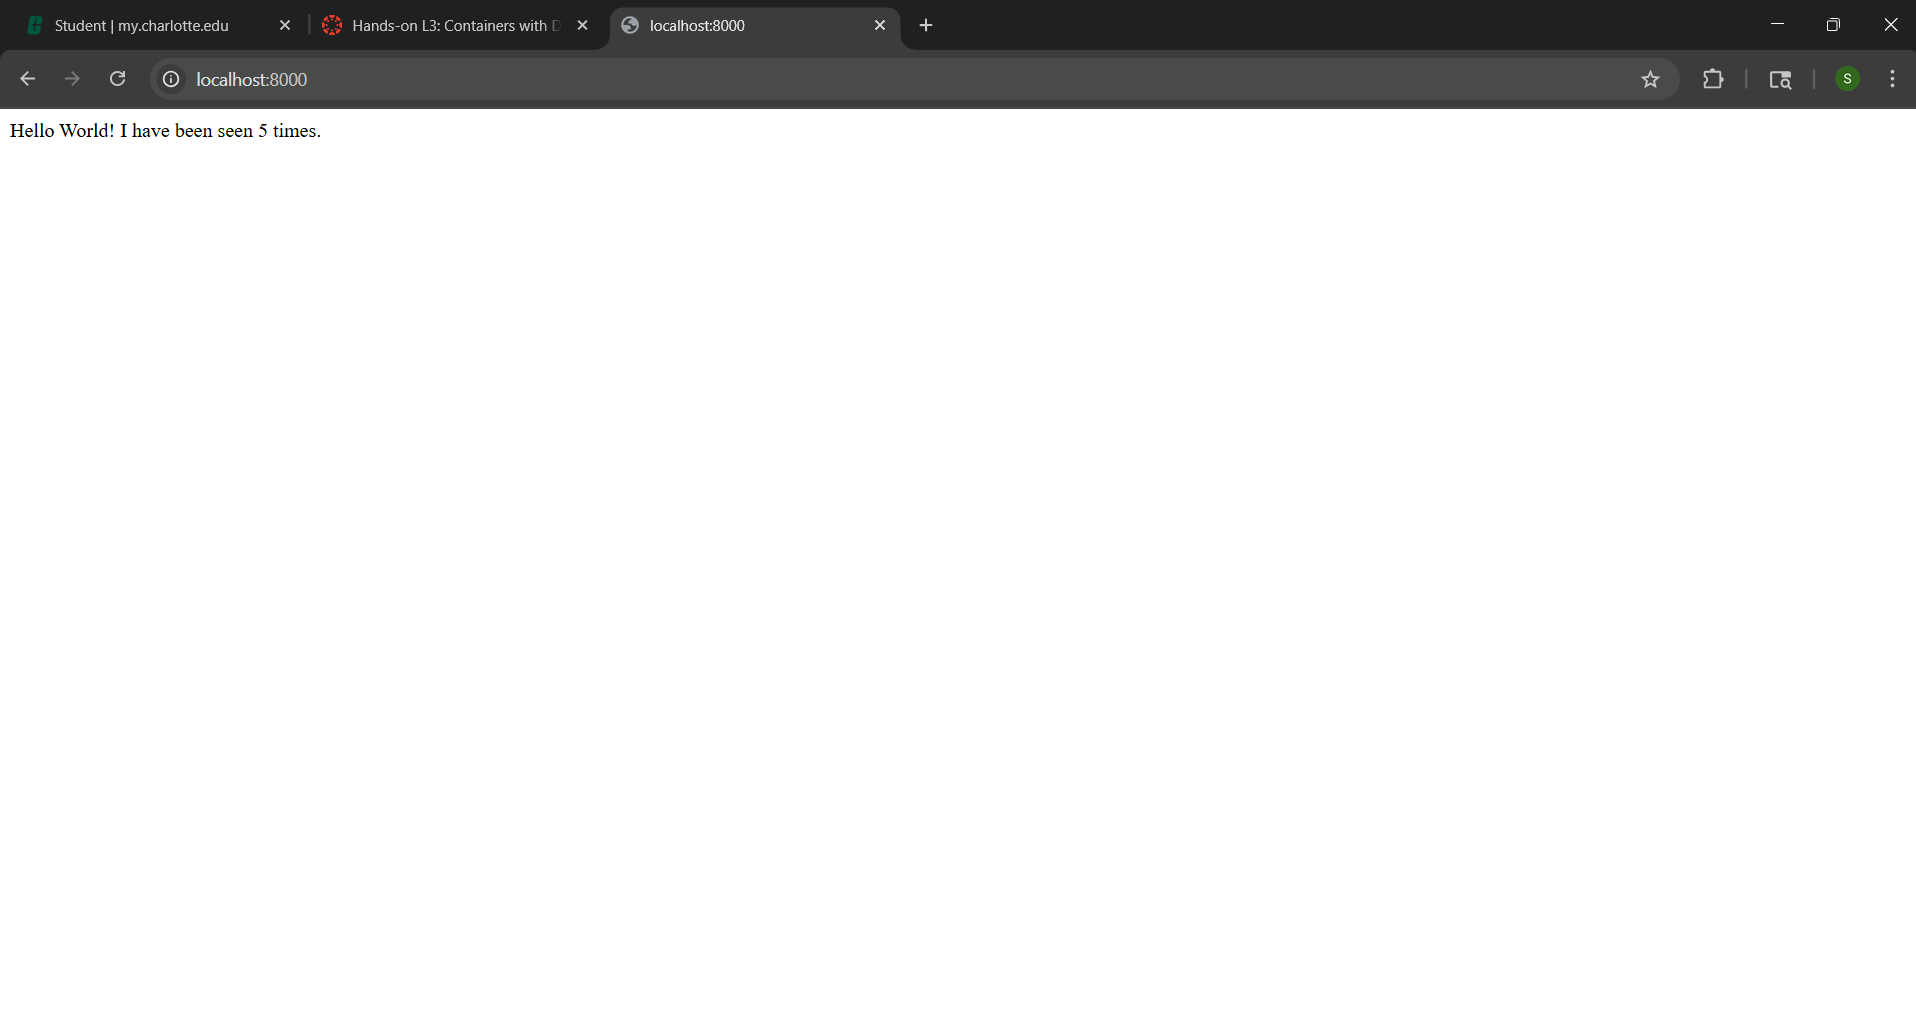 Student | my.charlotte.edu
Hands-on L3: Containers with D
localhost:8000
localhost:8000
S
Hello World! I have been seen 5 times.